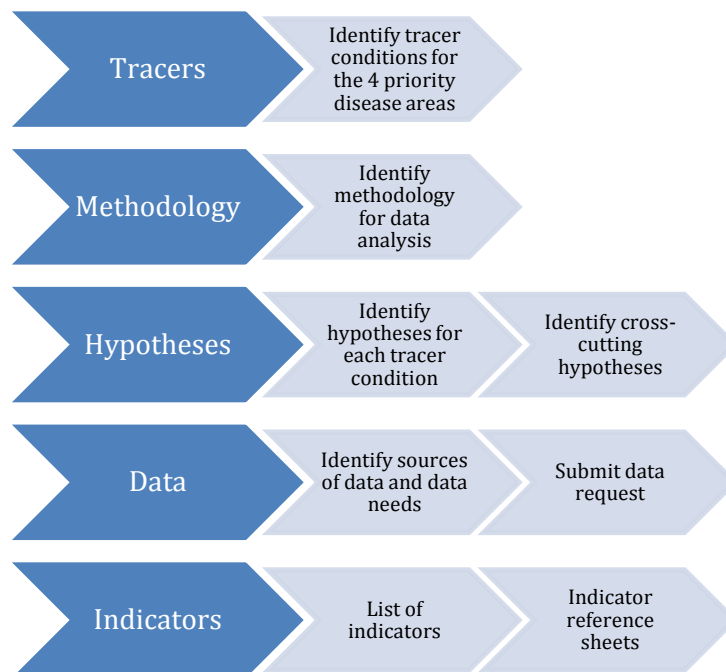 Tracers
Identify tracer
conditions for
the 4 priority
disease areas
Methodology
Identify
methodology
for data
analysis
Hypotheses
Identify
hypotheses for
each tracer
condition
Identify cross-
cutting
hypotheses
Data
Identify sources
of data and data
needs
Submit data
request
Indicators
List of
indicators
Indicator
reference
sheets